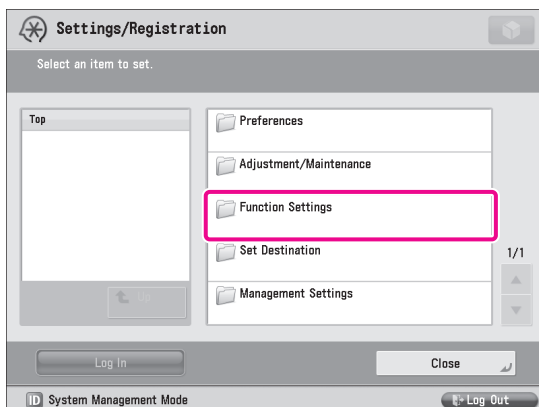 Settings/Registration
Select an item to set.
Top
Preferences
Adjustment/Maintenance
Function Settings
Set Destination
Management Settings
1/1
Up
Log In
Close
ID System Management Mode
Log Out